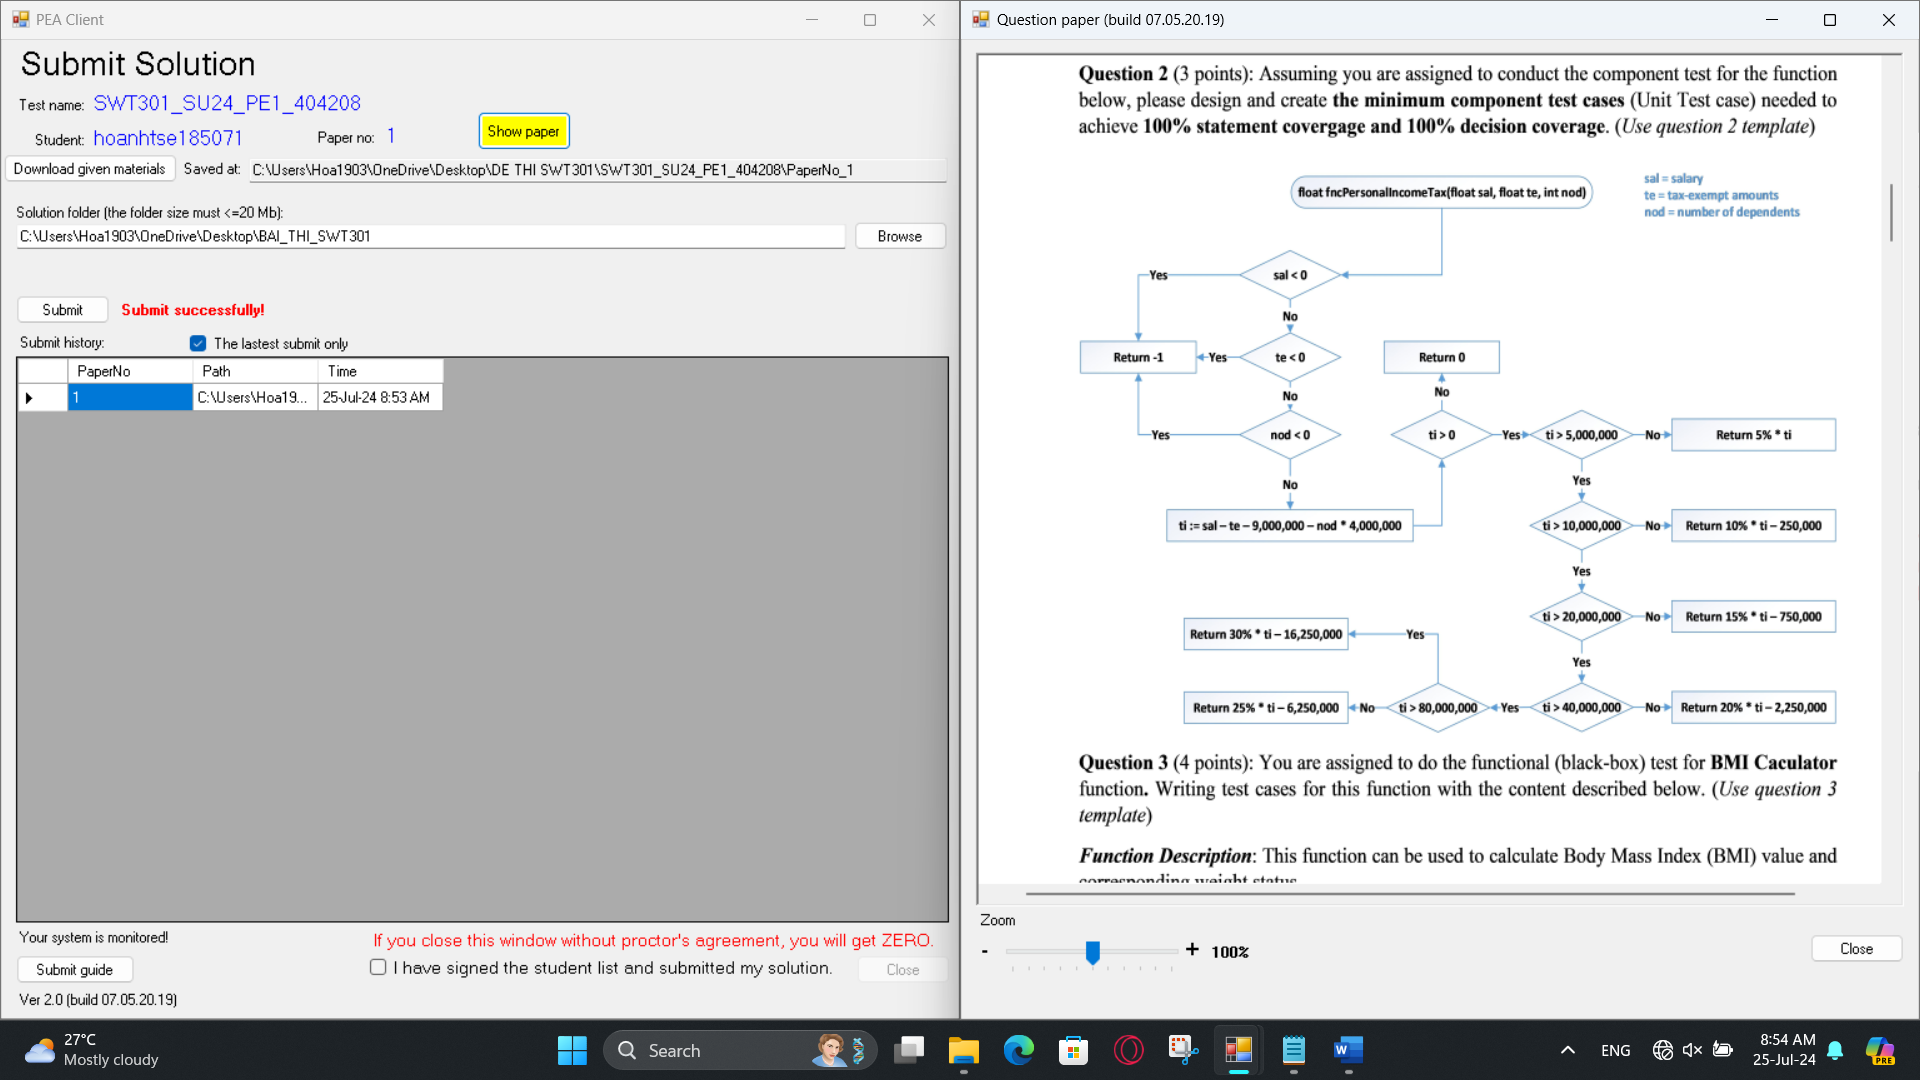 PEA Client
Submit Solution
Test name: SWT301_SU24_PE1_404208
Student: hoanhtse185071
Paper no: 1
Show paper
Download given materials
Saved at: C:\Users\Hoa1903\OneDrive\Desktop\DE THI SWT301\SWT301_SU24_PE1_404208\PaperNo_1
Solution folder (the folder size must <=20 Mb):
C:\Users\Hoa1903\OneDrive\Desktop\BAI_THI_SWT301
Browse
Submit
Submit successfully!
Submit history:
The lastest submit only
PaperNo Path Time
1 C:\Users\Hoa19... 25-Jul-24 8:53 AM
Your system is monitored!
If you close this window without proctor's agreement, you will get ZERO.
Submit guide
I have signed the student list and submitted my solution.
Close
Ver 2.0 (build 07.05.20.19)
Question paper (build 07.05.20.19)
Question 2 (3 points): Assuming you are assigned to conduct the component test for the function
below, please design and create the minimum component test cases (Unit Test case) needed to
achieve 100% statement covergage and 100% decision coverage. (Use question 2 template)
float fncPersonalIncomeTax(float sal, float te, int nod)
sal = salary
te = tax-exempt amounts
nod = number of dependents
Yes
sal < 0
No
Return -1
Yes
te < 0
Return 0
No
No
Yes
nod < 0
ti > 0
Yes
ti > 5,000,000
No
Return 5% * ti
No
Yes
ti := sal – te – 9,000,000 – nod * 4,000,000
ti > 10,000,000
No
Return 10% * ti – 250,000
Yes
ti > 20,000,000
No
Return 15% * ti – 750,000
Return 30% * ti – 16,250,000
Yes
Yes
Return 25% * ti – 6,250,000
No
ti > 80,000,000
Yes
ti > 40,000,000
No
Return 20% * ti – 2,250,000
Question 3 (4 points): You are assigned to do the functional (black-box) test for BMI Caculator
function. Writing test cases for this function with the content described below. (Use question 3
template)
Function Description: This function can be used to calculate Body Mass Index (BMI) value and
corresponding weight status
Zoom
- + 100%
Close
27°C
Mostly cloudy
Search
W
ENG
8:54 AM
25-Jul-24
PRE